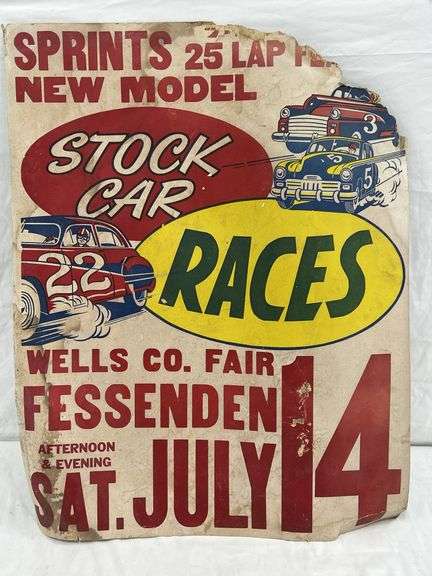 SPRINTS 25 LAP
NEW MODEL
STOCK
CAR
RACES
3
5
22
WELLS CO. FAIR
FESSENDEN
AFTERNOON
& EVENING
SAT. JULY 14